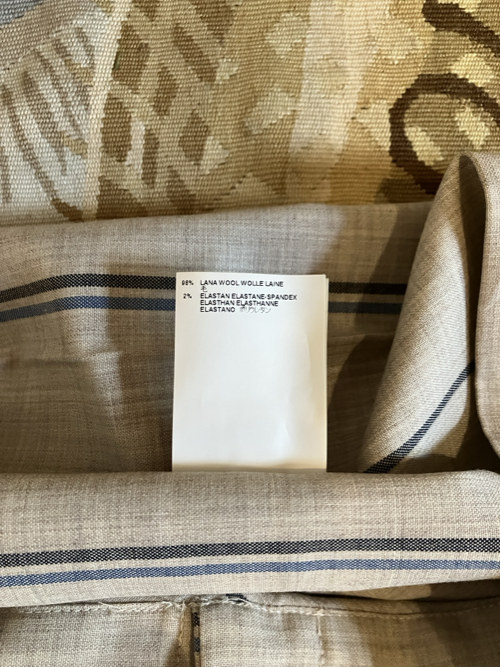 98% LANA WOOL WOLLE LAINE
毛
2% ELASTAN ELASTANE-SPANDEX
ELASTHAN ELASTHANNE
ELASTANO ポリウレタン